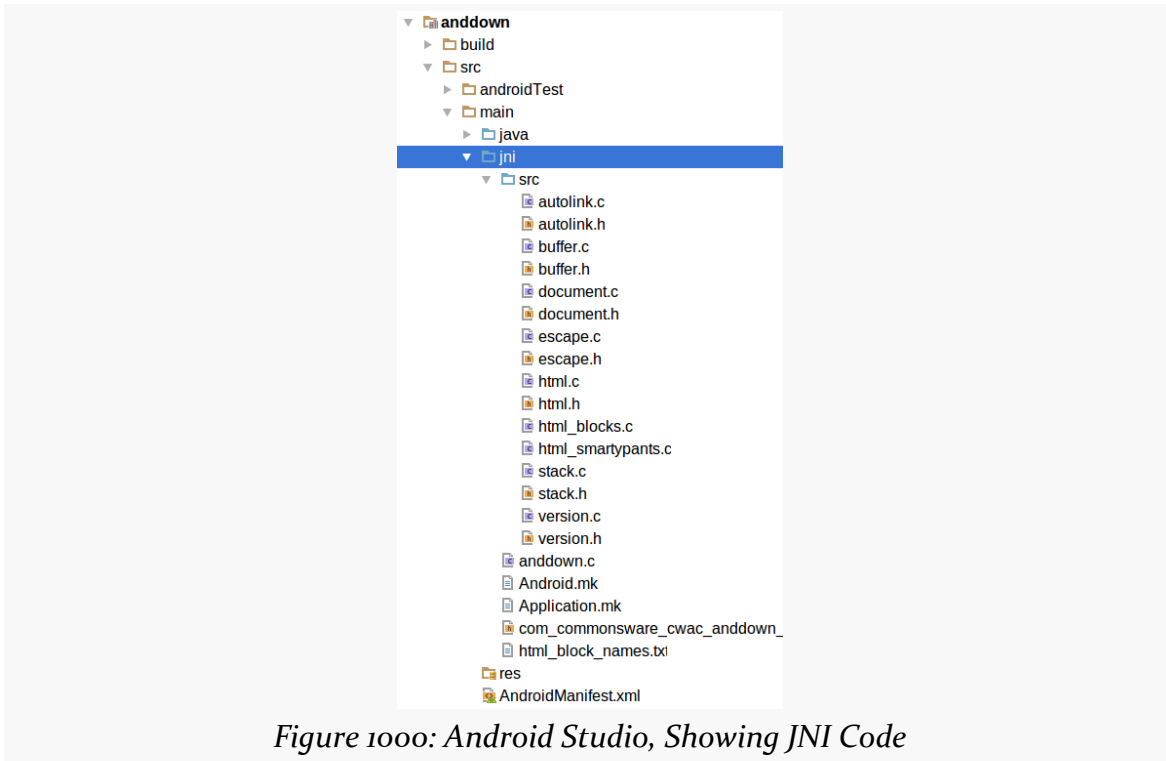 anddown
build
src
androidTest
main
java
jni
src
autolink.c
autolink.h
buffer.c
buffer.h
document.c
document.h
escape.c
escape.h
html.c
html.h
html_blocks.c
html_smartypants.c
stack.c
stack.h
version.c
version.h
anddown.c
Android.mk
Application.mk
com_commonsware_cwac_anddown_
html_block_names.txt
res
AndroidManifest.xml
Figure 1000: Android Studio, Showing JNI Code